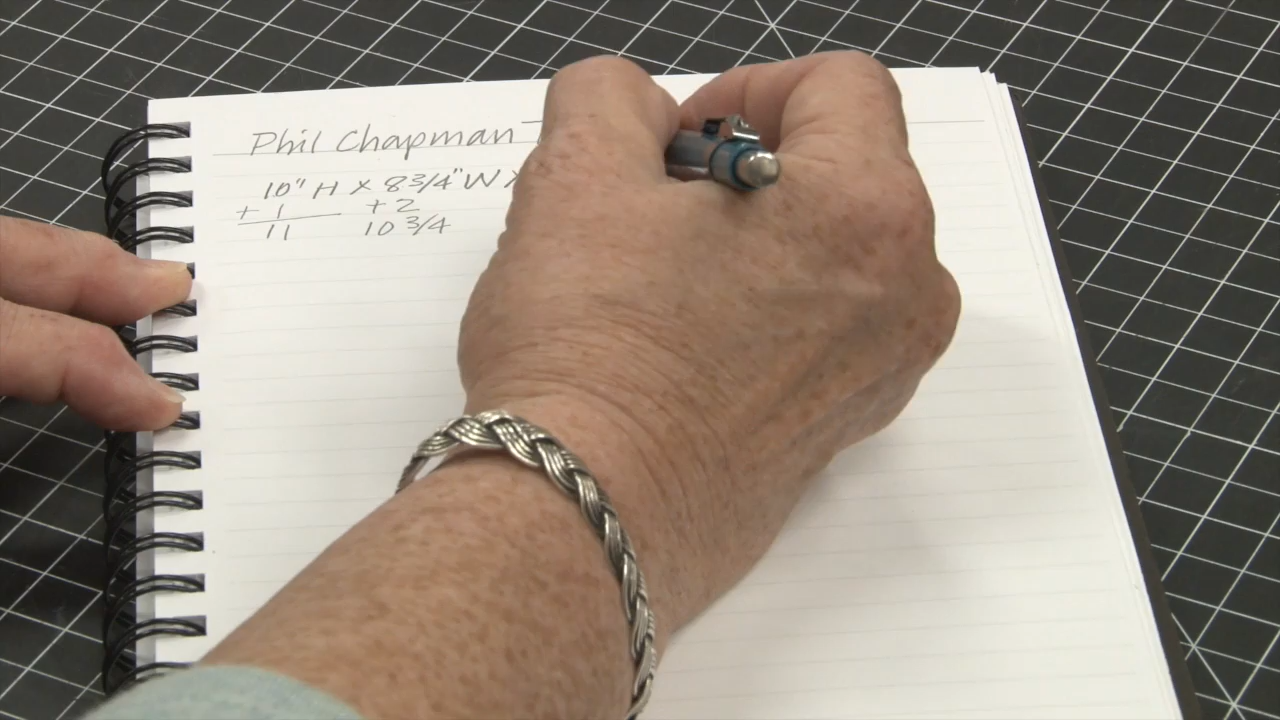 Phil Chapman
10" H X 8 3/4" W X
+ 1 + 2
11 10 3/4